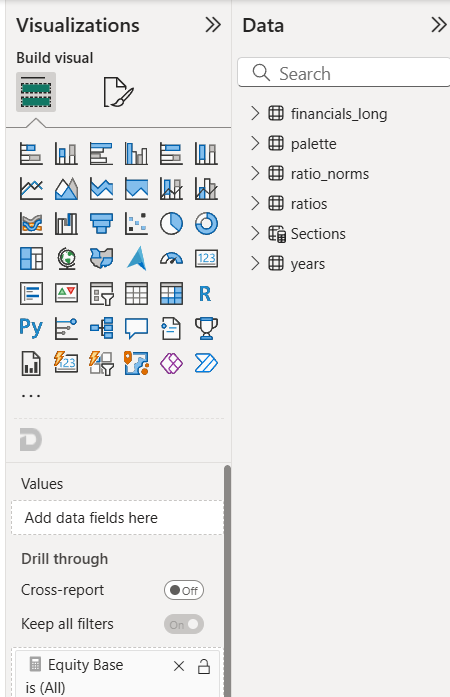 Visualizations
Build visual
123
R
Py
123
...
Values
Add data fields here
Drill through
Cross-report
Off
Keep all filters
On
Equity Base
is (All)
Data
Search
financials_long
palette
ratio_norms
ratios
Sections
years